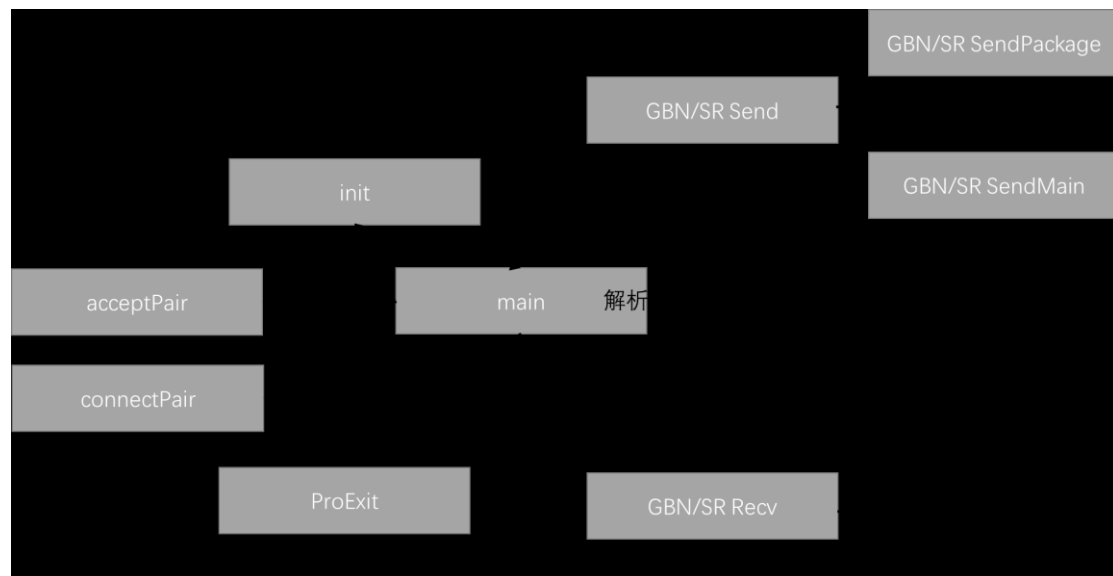 GBN/SR SendPackage
GBN/SR Send
init
GBN/SR SendMain
acceptPair
main
解析
connectPair
ProExit
GBN/SR Recv